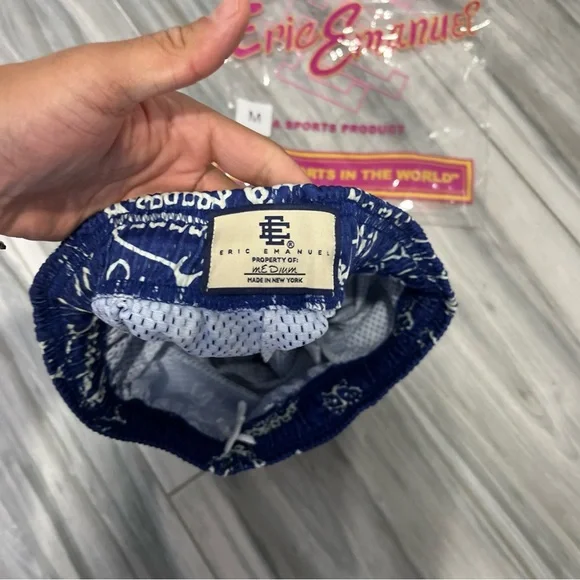 Eric Emanuel
M
A SPORTS PRODUCT
RTS IN THE WORLD"
EE
®
ERIC EMANUEL
PROPERTY OF:
mEDIUM
MADE IN NEW YORK